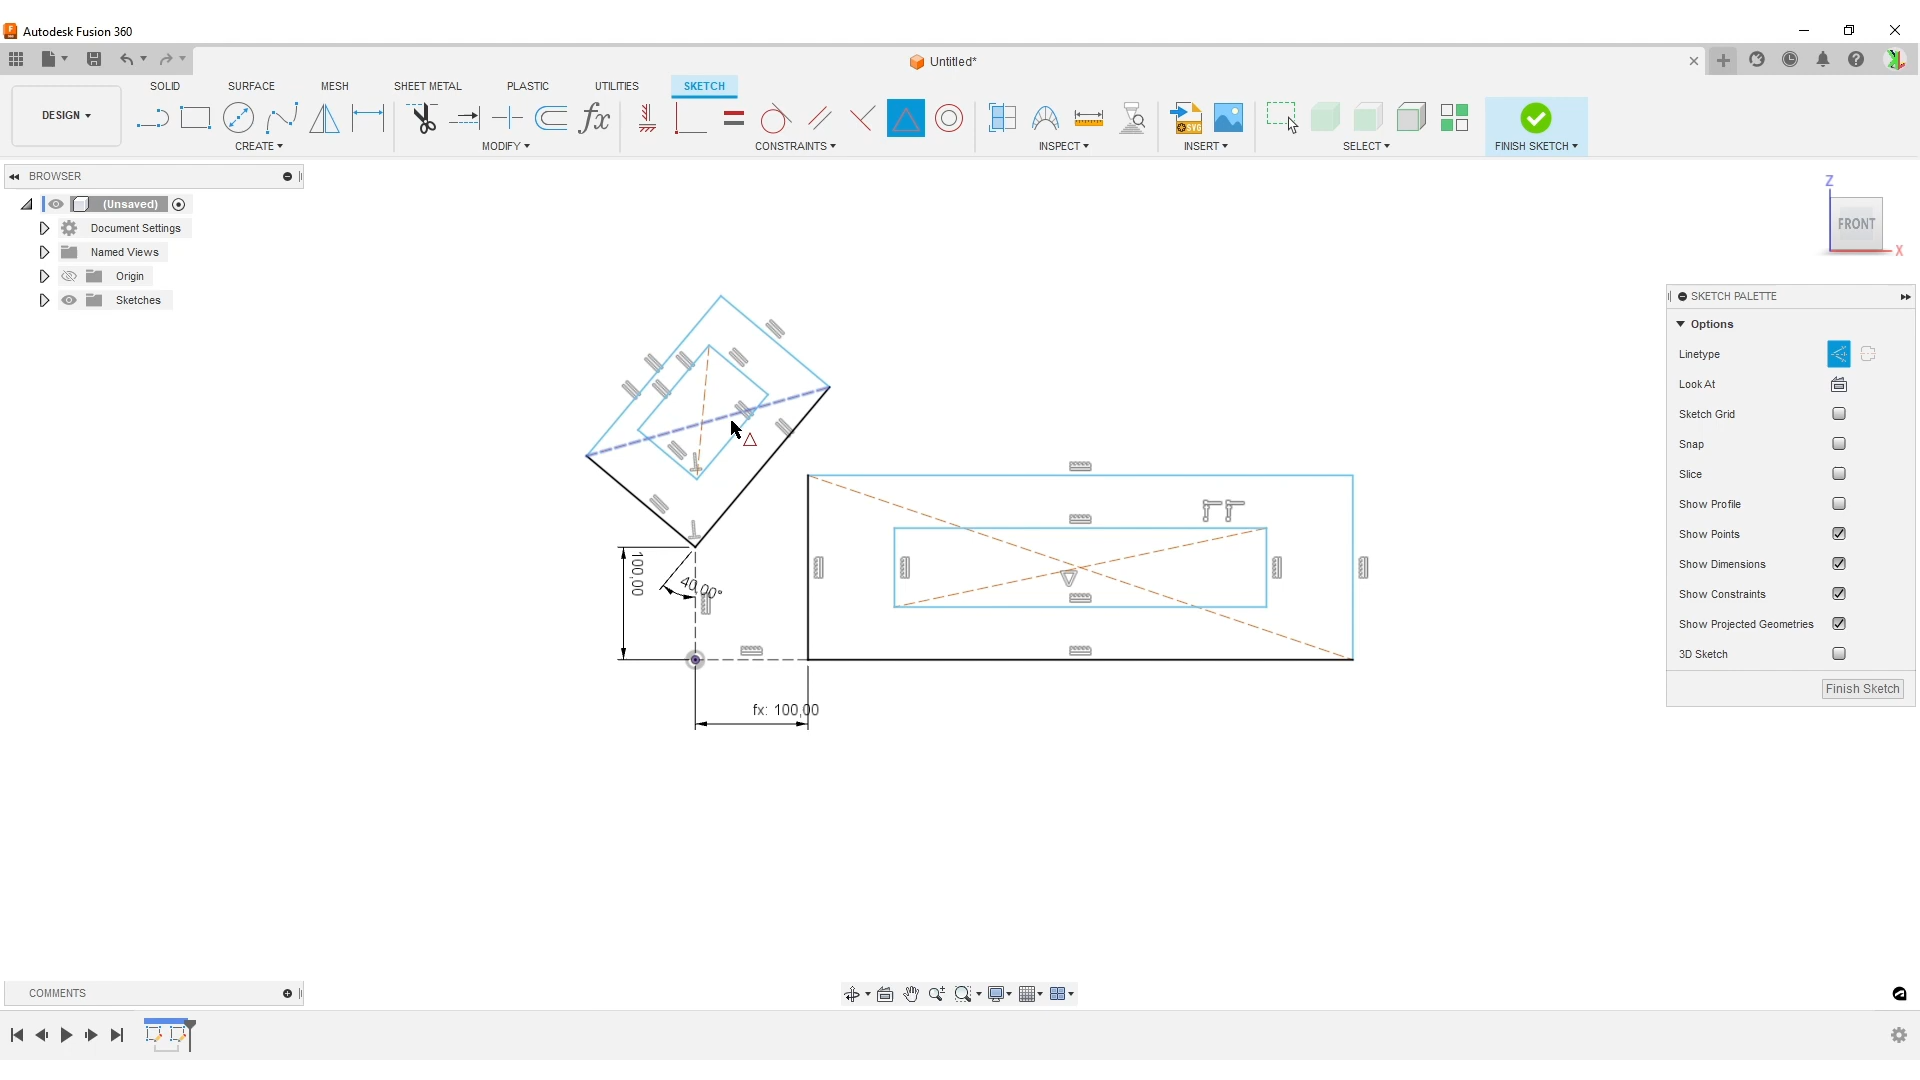 Autodesk Fusion 360
Untitled*
DESIGN
SOLID
SURFACE
MESH
SHEET METAL
PLASTIC
UTILITIES
SKETCH
CREATE
MODIFY
CONSTRAINTS
INSPECT
INSERT
SELECT
FINISH SKETCH
fx
SVG
BROWSER
(Unsaved)
Document Settings
Named Views
Origin
Sketches
Z
FRONT
X
SKETCH PALETTE
Options
Linetype
Look At
Sketch Grid
Snap
Slice
Show Profile
Show Points
Show Dimensions
Show Constraints
Show Projected Geometries
3D Sketch
Finish Sketch
100,00
40,00°
fx: 100,00
COMMENTS